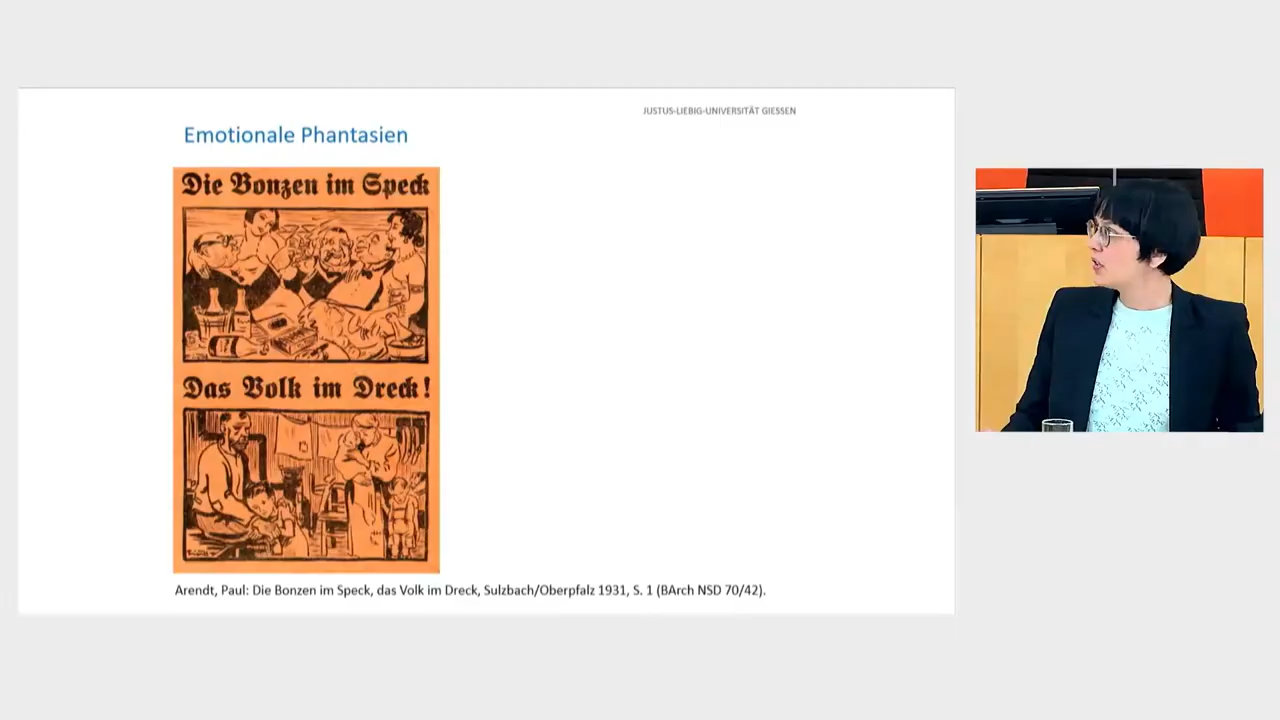 JUSTUS-LIEBIG-UNIVERSITÄT GIESSEN
Emotionale Phantasien
Die Bonzen im Speck
Das Volk im Dreck!
Arendt, Paul: Die Bonzen im Speck, das Volk im Dreck, Sulzbach/Oberpfalz 1931, S. 1 (BArch NSD 70/42).